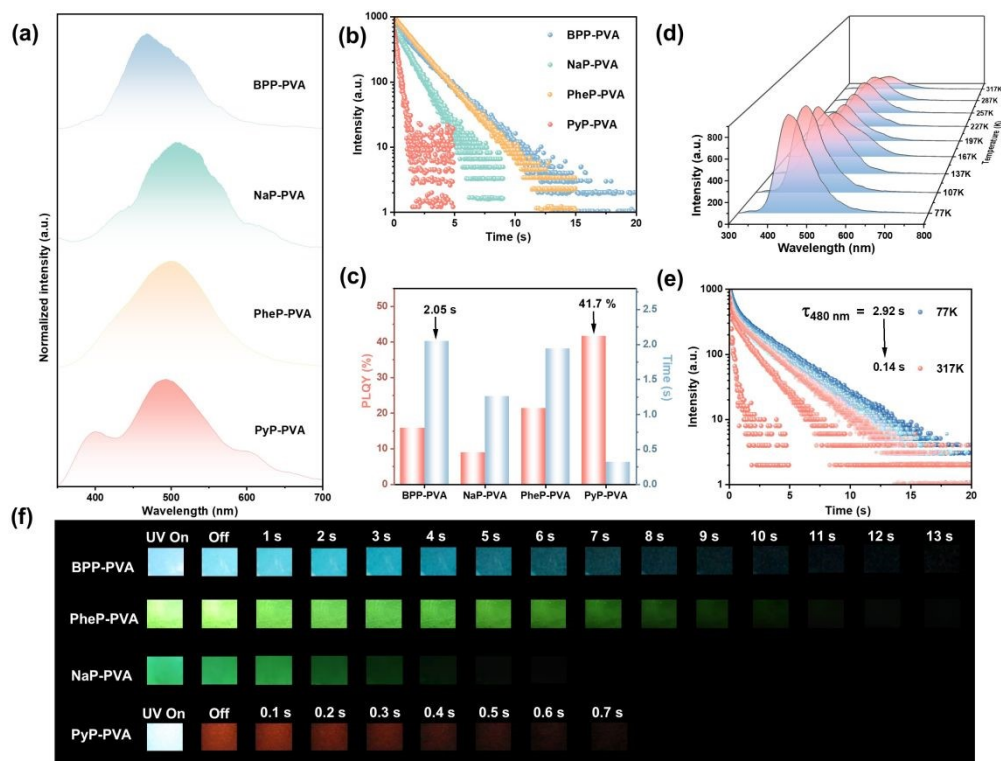 (a)
BPP-PVA
NaP-PVA
PheP-PVA
PyP-PVA
Normalized intensity (a.u.)
400 500 600 700
Wavelength (nm)
(b)
1000
100
10
1
Intensity (a.u.)
BPP-PVA
NaP-PVA
PheP-PVA
PyP-PVA
0 5 10 15 20
Time (s)
(c)
50
40
30
20
10
0
PLQY (%)
2.05 s
41.7 %
2.5
2.0
1.5
1.0
0.5
0.0
Time (s)
BPP-PVA NaP-PVA PheP-PVA PyP-PVA
(d)
800
600
400
200
0
Intensity (a.u.)
300 400 500 600 700 800
Wavelength (nm)
317K
287K
257K
227K
197K
167K
137K
107K
77K
Temperature (K)
(e)
1000
100
10
1
Intensity (a.u.)
τ480 nm = 2.92 s
0.14 s
77K
317K
0 5 10 15 20
Time (s)
(f)
UV On Off 1 s 2 s 3 s 4 s 5 s 6 s 7 s 8 s 9 s 10 s 11 s 12 s 13 s
BPP-PVA
PheP-PVA
NaP-PVA
UV On Off 0.1 s 0.2 s 0.3 s 0.4 s 0.5 s 0.6 s 0.7 s
PyP-PVA